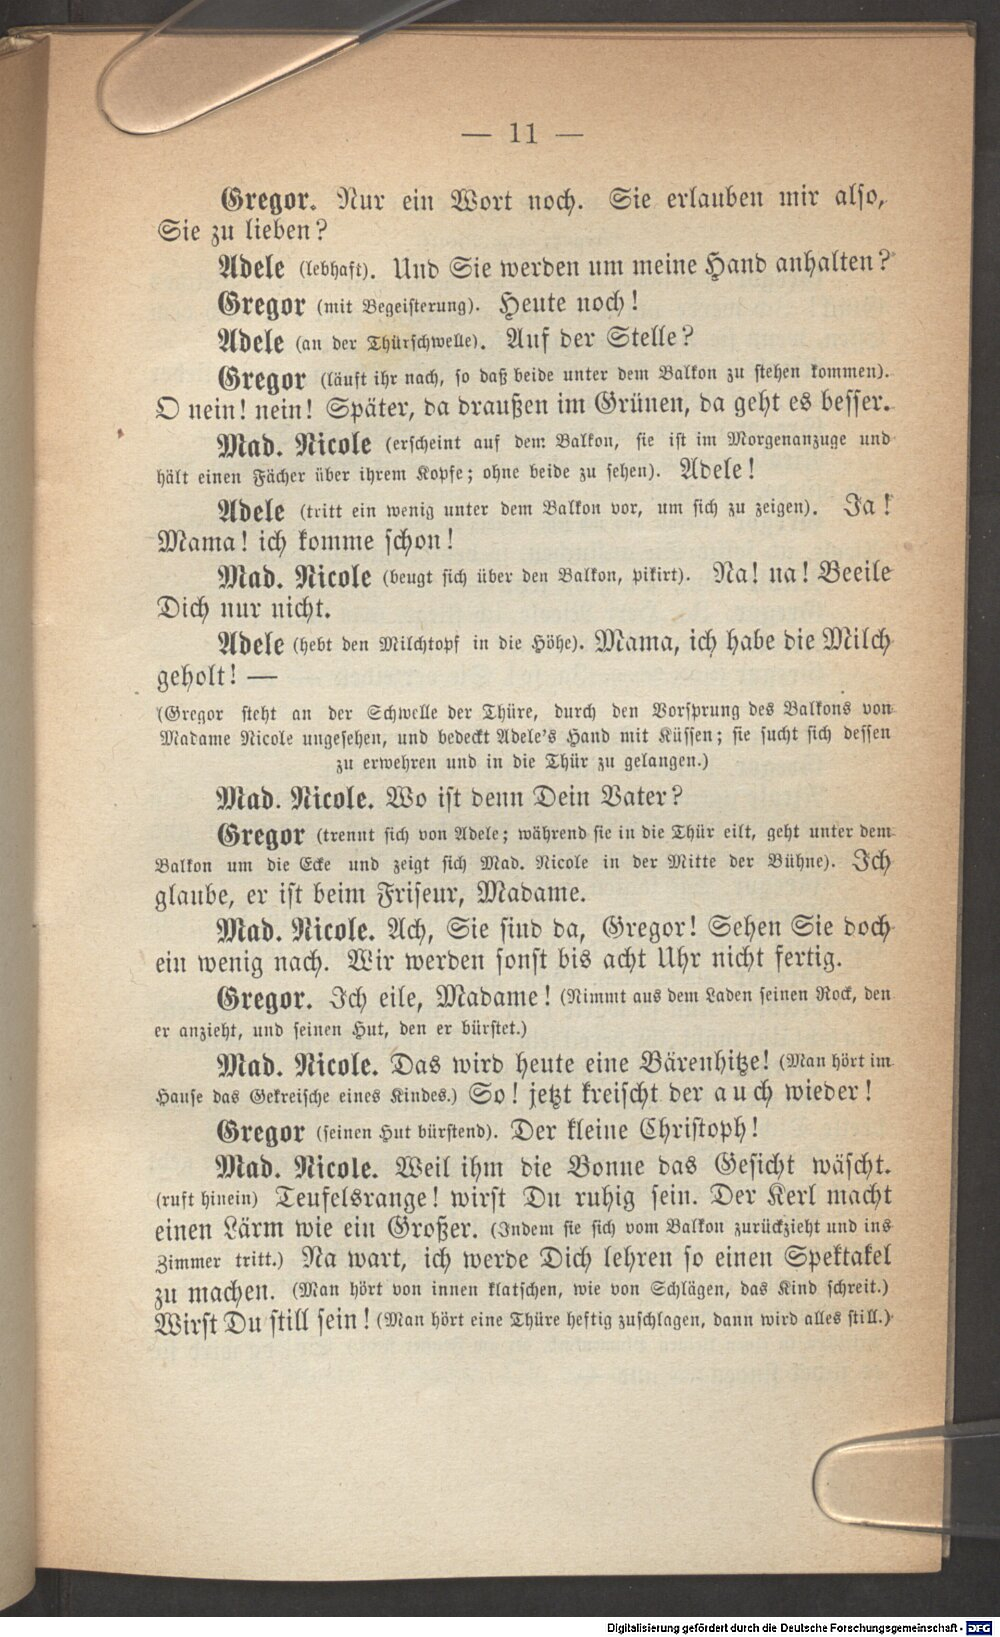 — 11 —
Gregor. Nur ein Wort noch. Sie erlauben mir also,
Sie zu lieben?
Adele (lebhaft). Und Sie werden um meine Hand anhalten?
Gregor (mit Begeisterung). Heute noch!
Adele (an der Thürschwelle). Auf der Stelle?
Gregor (läuft ihr nach, so daß beide unter dem Balkon zu stehen kommen).
O nein! nein! Später, da draußen im Grünen, da geht es besser.
Mad. Nicole (erscheint auf dem Balkon, sie ist im Morgenanzuge und
hält einen Fächer über ihrem Kopfe; ohne beide zu sehen). Adele!
Adele (tritt ein wenig unter dem Balkon vor, um sich zu zeigen). Ja!
Mama! ich komme schon!
Mad. Nicole (beugt sich über den Balkon, pikirt). Na! na! Beeile
Dich nur nicht.
Adele (hebt den Milchtopf in die Höhe). Mama, ich habe die Milch
geholt! —
(Gregor steht an der Schwelle der Thüre, durch den Vorsprung des Balkons von
Madame Nicole ungesehen, und bedeckt Adele's Hand mit Küssen; sie sucht sich dessen
zu erwehren und in die Thür zu gelangen.)
Mad. Nicole. Wo ist denn Dein Vater?
Gregor (trennt sich von Adele; während sie in die Thür eilt, geht unter dem
Balkon um die Ecke und zeigt sich Mad. Nicole in der Mitte der Bühne). Ich
glaube, er ist beim Friseur, Madame.
Mad. Nicole. Ach, Sie sind da, Gregor! Sehen Sie doch
ein wenig nach. Wir werden sonst bis acht Uhr nicht fertig.
Gregor. Ich eile, Madame! (Nimmt aus dem Laden seinen Rock, den
er anzieht, und seinen Hut, den er bürstet.)
Mad. Nicole. Das wird heute eine Bärenhitze! (Man hört im
Hause das Gekreische eines Kindes.) So! jetzt kreischt der auch wieder!
Gregor (seinen Hut bürstend). Der kleine Christoph!
Mad. Nicole. Weil ihm die Bonne das Gesicht wäscht.
(ruft hinein) Teufelsrange! wirst Du ruhig sein. Der Kerl macht
einen Lärm wie ein Großer. (Indem sie sich vom Balkon zurückzieht und ins
Zimmer tritt.) Na wart, ich werde Dich lehren so einen Spektakel
zu machen. (Man hört von innen klatschen, wie von Schlägen, das Kind schreit.)
Wirst Du still sein! (Man hört eine Thüre heftig zuschlagen, dann wird alles still.)
Digitalisierung gefördert durch die Deutsche Forschungsgemeinschaft - DFG